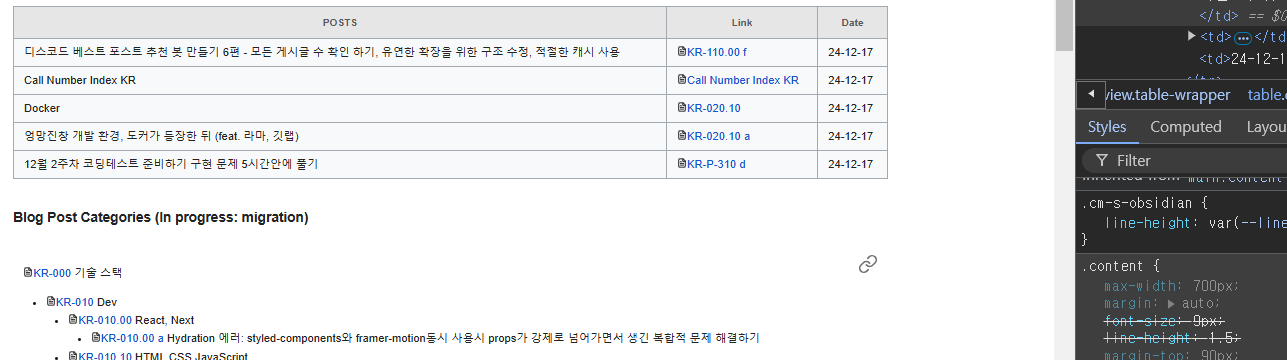 POSTS Link Date
디스코드 베스트 포스트 추천 봇 만들기 6편 - 모든 게시글 수 확인 하기, 유연한 확장을 위한 구조 수정, 적절한 캐시 사용 KR-110.00 f 24-12-17
Call Number Index KR Call Number Index KR 24-12-17
Docker KR-020.10 24-12-17
엉망진창 개발 환경, 도커가 등장한 뒤 (feat. 라마, 깃랩) KR-020.10 a 24-12-17
12월 2주차 코딩테스트 준비하기 구현 문제 5시간안에 풀기 KR-P-310 d 24-12-17
Blog Post Categories (In progress: migration)
KR-000 기술 스택
KR-010 Dev
KR-010.00 React, Next
KR-010.00 a Hydration 에러: styled-components와 framer-motion동시 사용시 props가 강제로 넘어가면서 생긴 복합적 문제 해결하기
KR-010.10 HTML CSS JavaScript
</td> == $0
<td> </td>
<td>24-12-1
view.table-wrapper table.
Styles Computed Layou
Filter
.cm-s-obsidian {
line-height: var(--line
}
.content {
max-width: 700px;
margin: auto;
font-size: 9px;
line-height: 1.5;
margin-top: 90px;